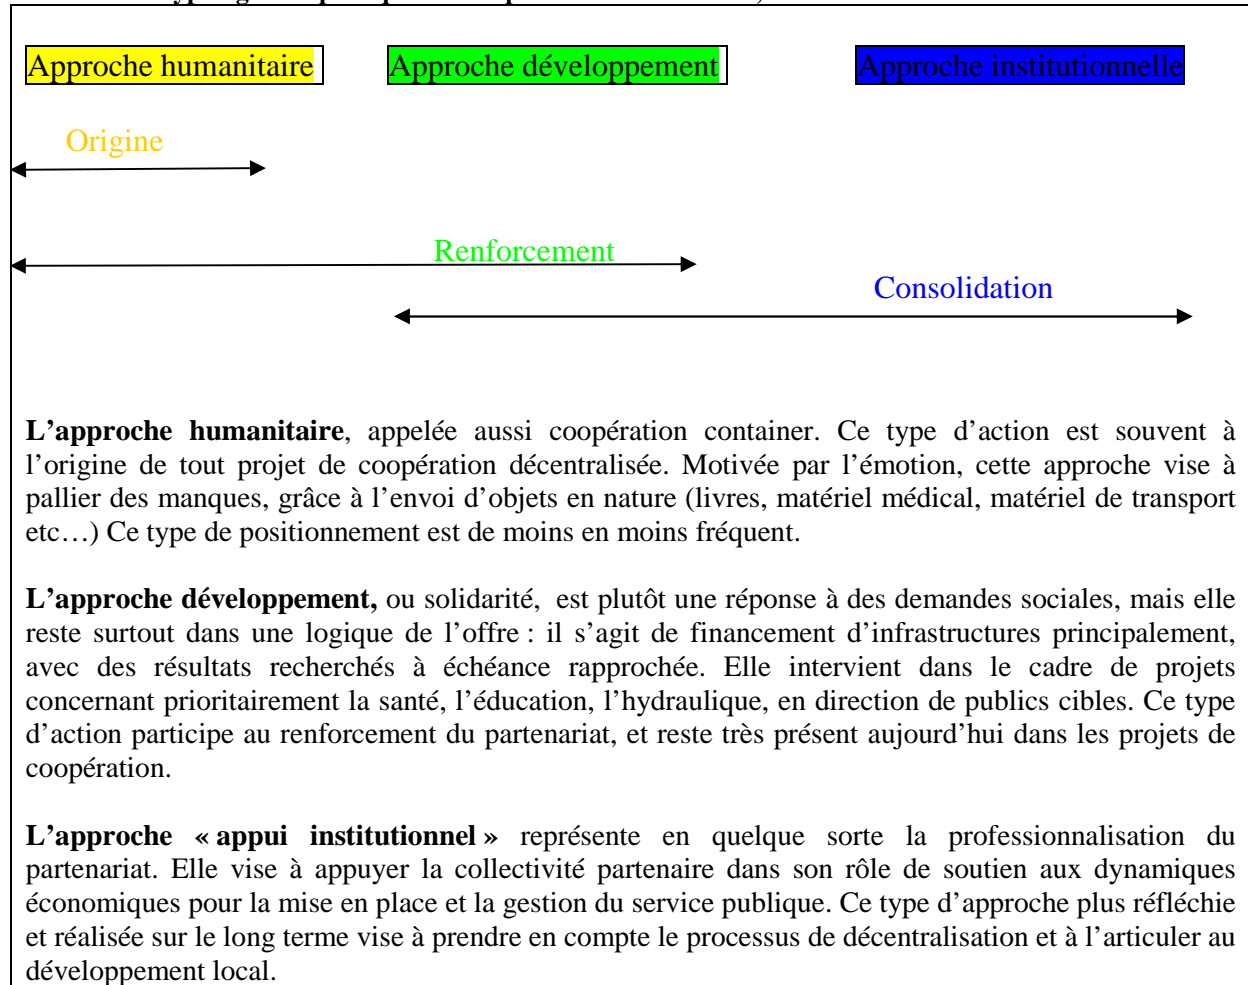 Approche humanitaire Approche développement Approche institutionnelle
Origine
Renforcement
Consolidation
L’approche humanitaire, appelée aussi coopération container. Ce type d’action est souvent à
l’origine de tout projet de coopération décentralisée. Motivée par l’émotion, cette approche vise à
pallier des manques, grâce à l’envoi d’objets en nature (livres, matériel médical, matériel de transport
etc…) Ce type de positionnement est de moins en moins fréquent.
L’approche développement, ou solidarité, est plutôt une réponse à des demandes sociales, mais elle
reste surtout dans une logique de l’offre : il s’agit de financement d’infrastructures principalement,
avec des résultats recherchés à échéance rapprochée. Elle intervient dans le cadre de projets
concernant prioritairement la santé, l’éducation, l’hydraulique, en direction de publics cibles. Ce type
d’action participe au renforcement du partenariat, et reste très présent aujourd’hui dans les projets de
coopération.
L’approche « appui institutionnel » représente en quelque sorte la professionnalisation du
partenariat. Elle vise à appuyer la collectivité partenaire dans son rôle de soutien aux dynamiques
économiques pour la mise en place et la gestion du service publique. Ce type d’approche plus réfléchie
et réalisée sur le long terme vise à prendre en compte le processus de décentralisation et à l’articuler au
développement local.